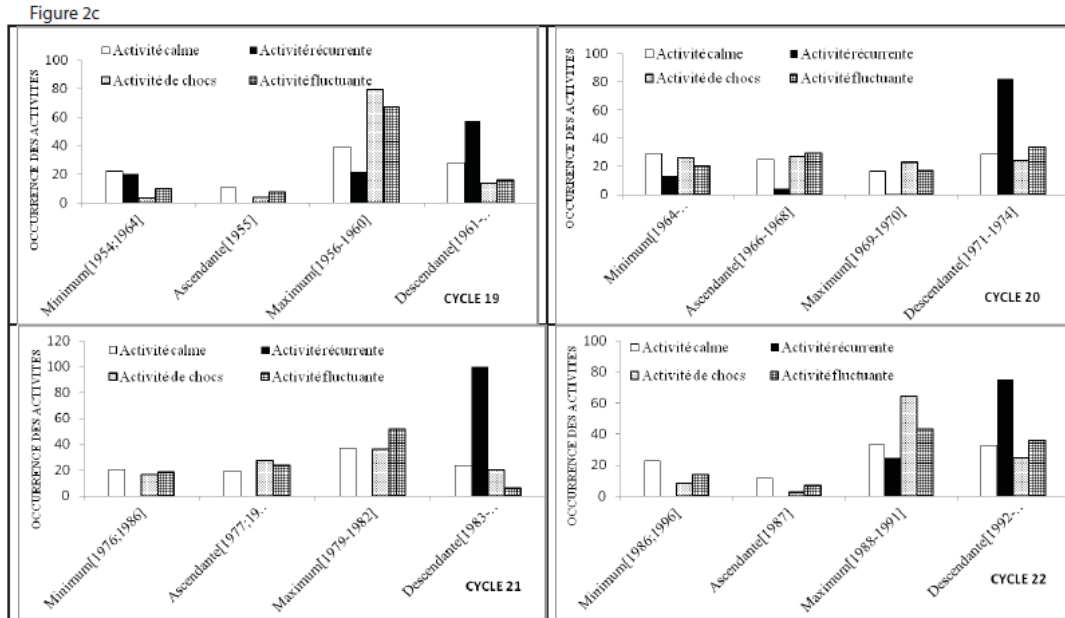 Figure 2c
Activité calme
Activité récurrente
Activité de chocs
Activité fluctuante
OCCURRENCE DES ACTIVITES
100
80
60
40
20
0
Minimum[1954;1964]
Ascendante[1955]
Maximum[1956-1960]
Descendante[1961-...
CYCLE 19
Activité calme
Activité récurrente
Activité de chocs
Activité fluctuante
OCCURRENCE DES ACTIVITES
100
80
60
40
20
0
Minimum[1964-...
Ascendante[1966-1968]
Maximum[1969-1970]
Descendante[1971-1974]
CYCLE 20
Activité calme
Activité récurrente
Activité de chocs
Activité fluctuante
OCCURRENCE DES ACTIVITES
120
100
80
60
40
20
0
Minimum[1976;1986]
Ascendante[1977;19...
Maximum[1979-1982]
Descendante[1983-...
CYCLE 21
Activité calme
Activité récurrente
Activité de chocs
Activité fluctuante
OCCURRENCE DES ACTIVITES
100
80
60
40
20
0
Minimum[1986;1996]
Ascendante[1987]
Maximum[1988-1991]
Descendante[1992-...
CYCLE 22